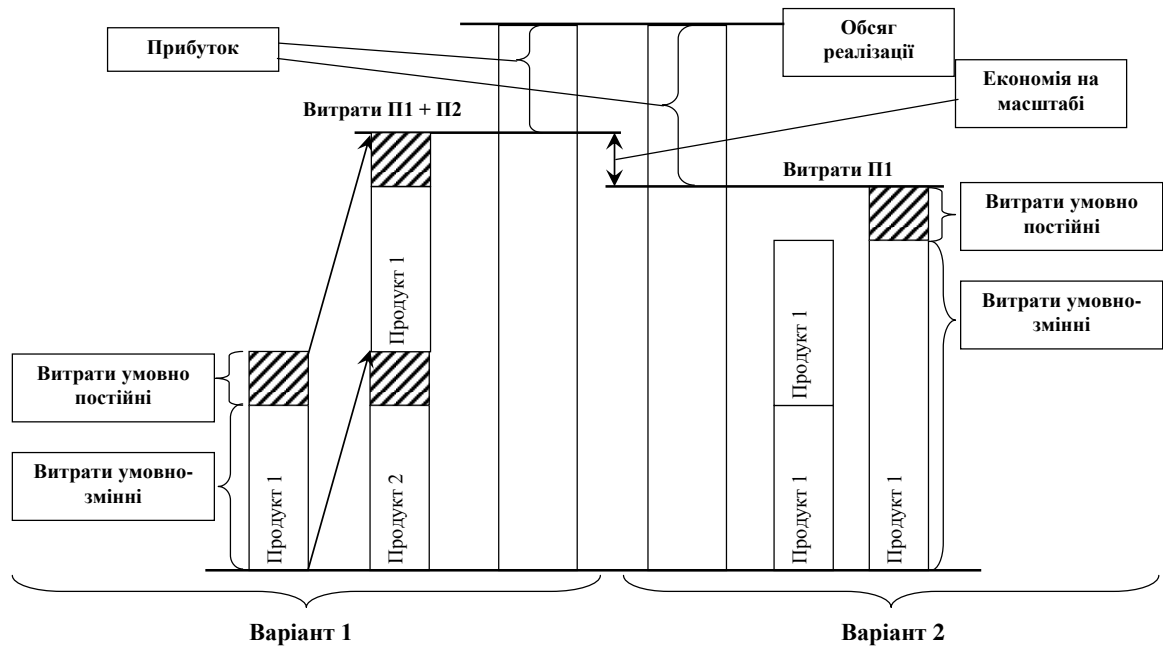 Прибуток
Обсяг
реалізації
Економія на
масштабі
Витрати П1 + П2
Витрати П1
Витрати умовно
постійні
Витрати умовно-
змінні
Продукт 1
Продукт 1
Витрати умовно
постійні
Витрати умовно-
змінні
Продукт 1
Продукт 2
Продукт 1
Продукт 1
Варіант 1
Варіант 2